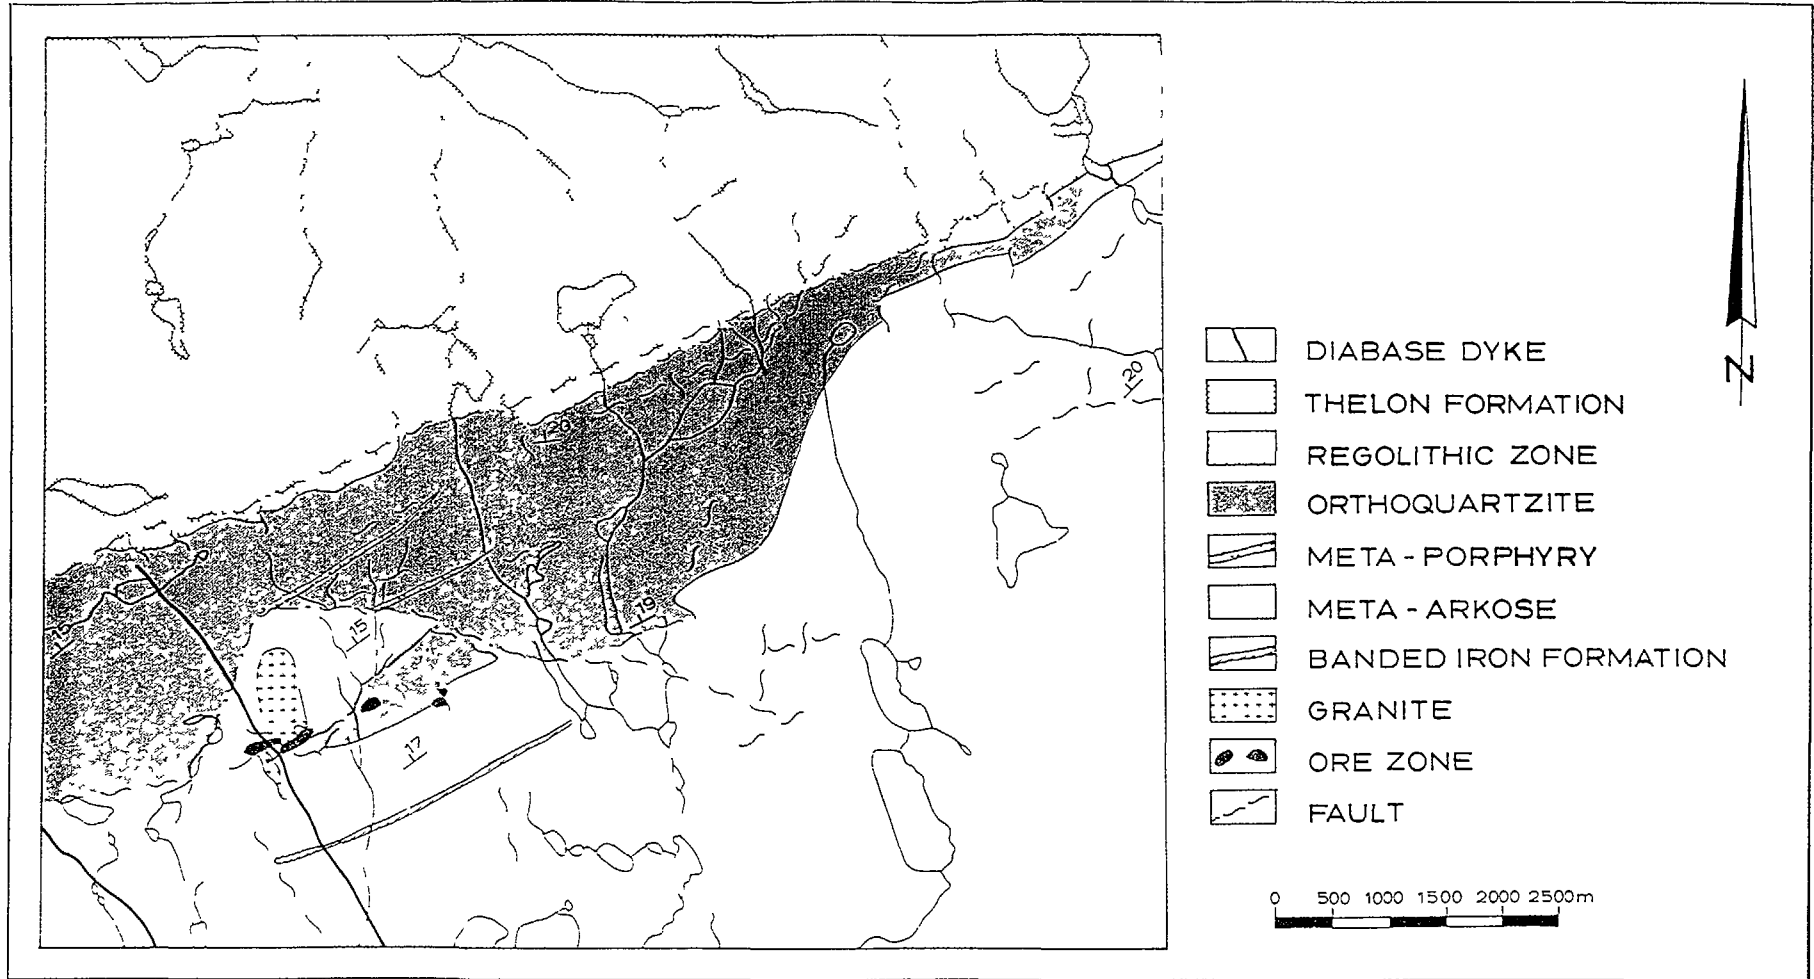 20
20
19
15
15
17
N
DIABASE DYKE
THELON FORMATION
REGOLITHIC ZONE
ORTHOQUARTZITE
META-PORPHYRY
META-ARKOSE
BANDED IRON FORMATION
GRANITE
ORE ZONE
FAULT
0 500 1000 1500 2000 2500m